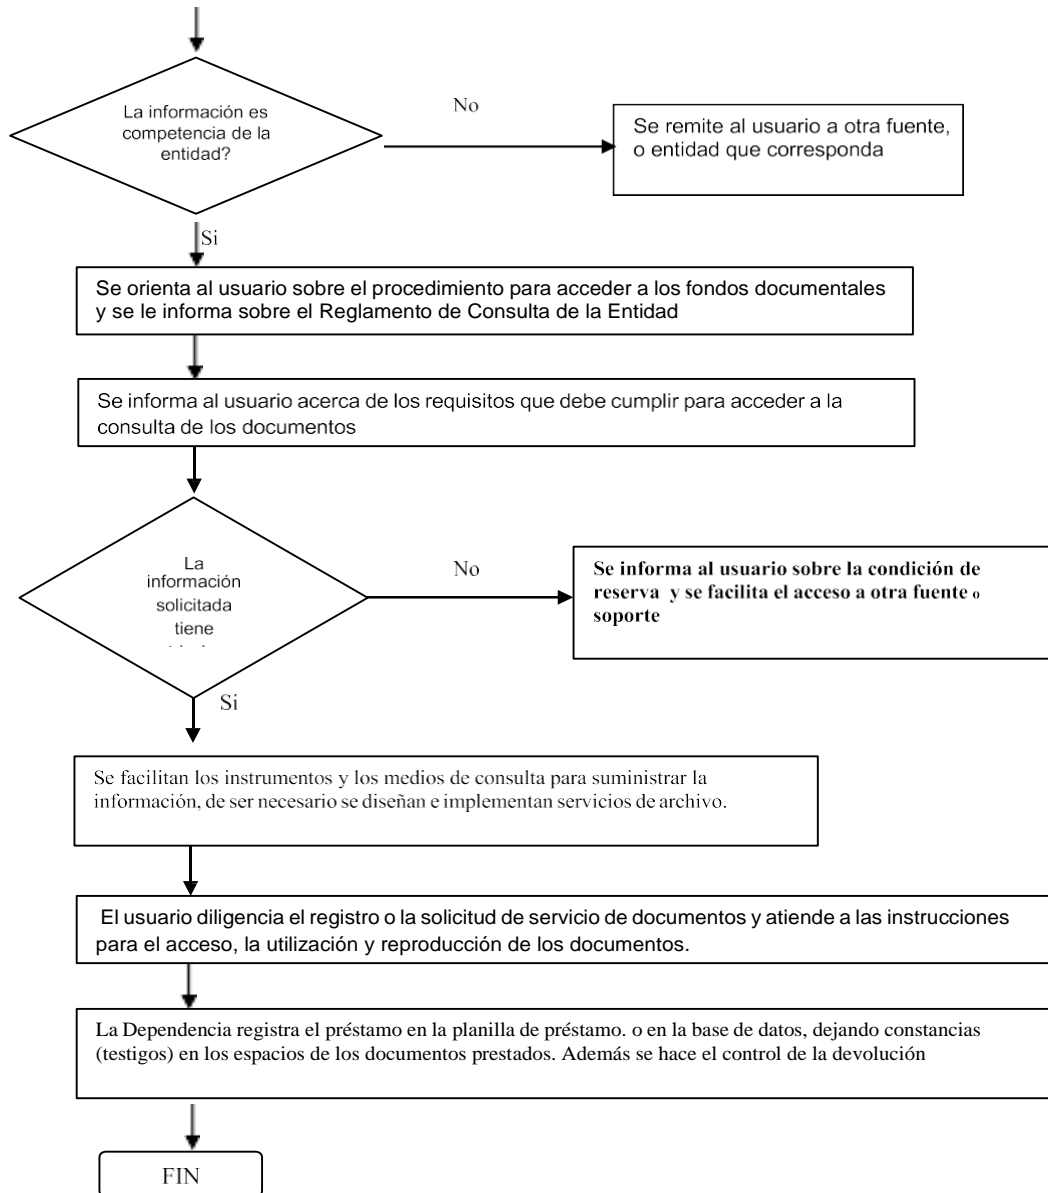 La información es
competencia de la
entidad?
No
Se remite al usuario a otra fuente,
o entidad que corresponda
Si
Se orienta al usuario sobre el procedimiento para acceder a los fondos documentales
y se le informa sobre el Reglamento de Consulta de la Entidad
Se informa al usuario acerca de los requisitos que debe cumplir para acceder a la
consulta de los documentos
La
información
solicitada
tiene
No
Se informa al usuario sobre la condición de
reserva y se facilita el acceso a otra fuente o
soporte
Si
Se facilitan los instrumentos y los medios de consulta para suministrar la
información, de ser necesario se diseñan e implementan servicios de archivo.
El usuario diligencia el registro o la solicitud de servicio de documentos y atiende a las instrucciones
para el acceso, la utilización y reproducción de los documentos.
La Dependencia registra el préstamo en la planilla de préstamo. o en la base de datos, dejando constancias
(testigos) en los espacios de los documentos prestados. Además se hace el control de la devolución
FIN